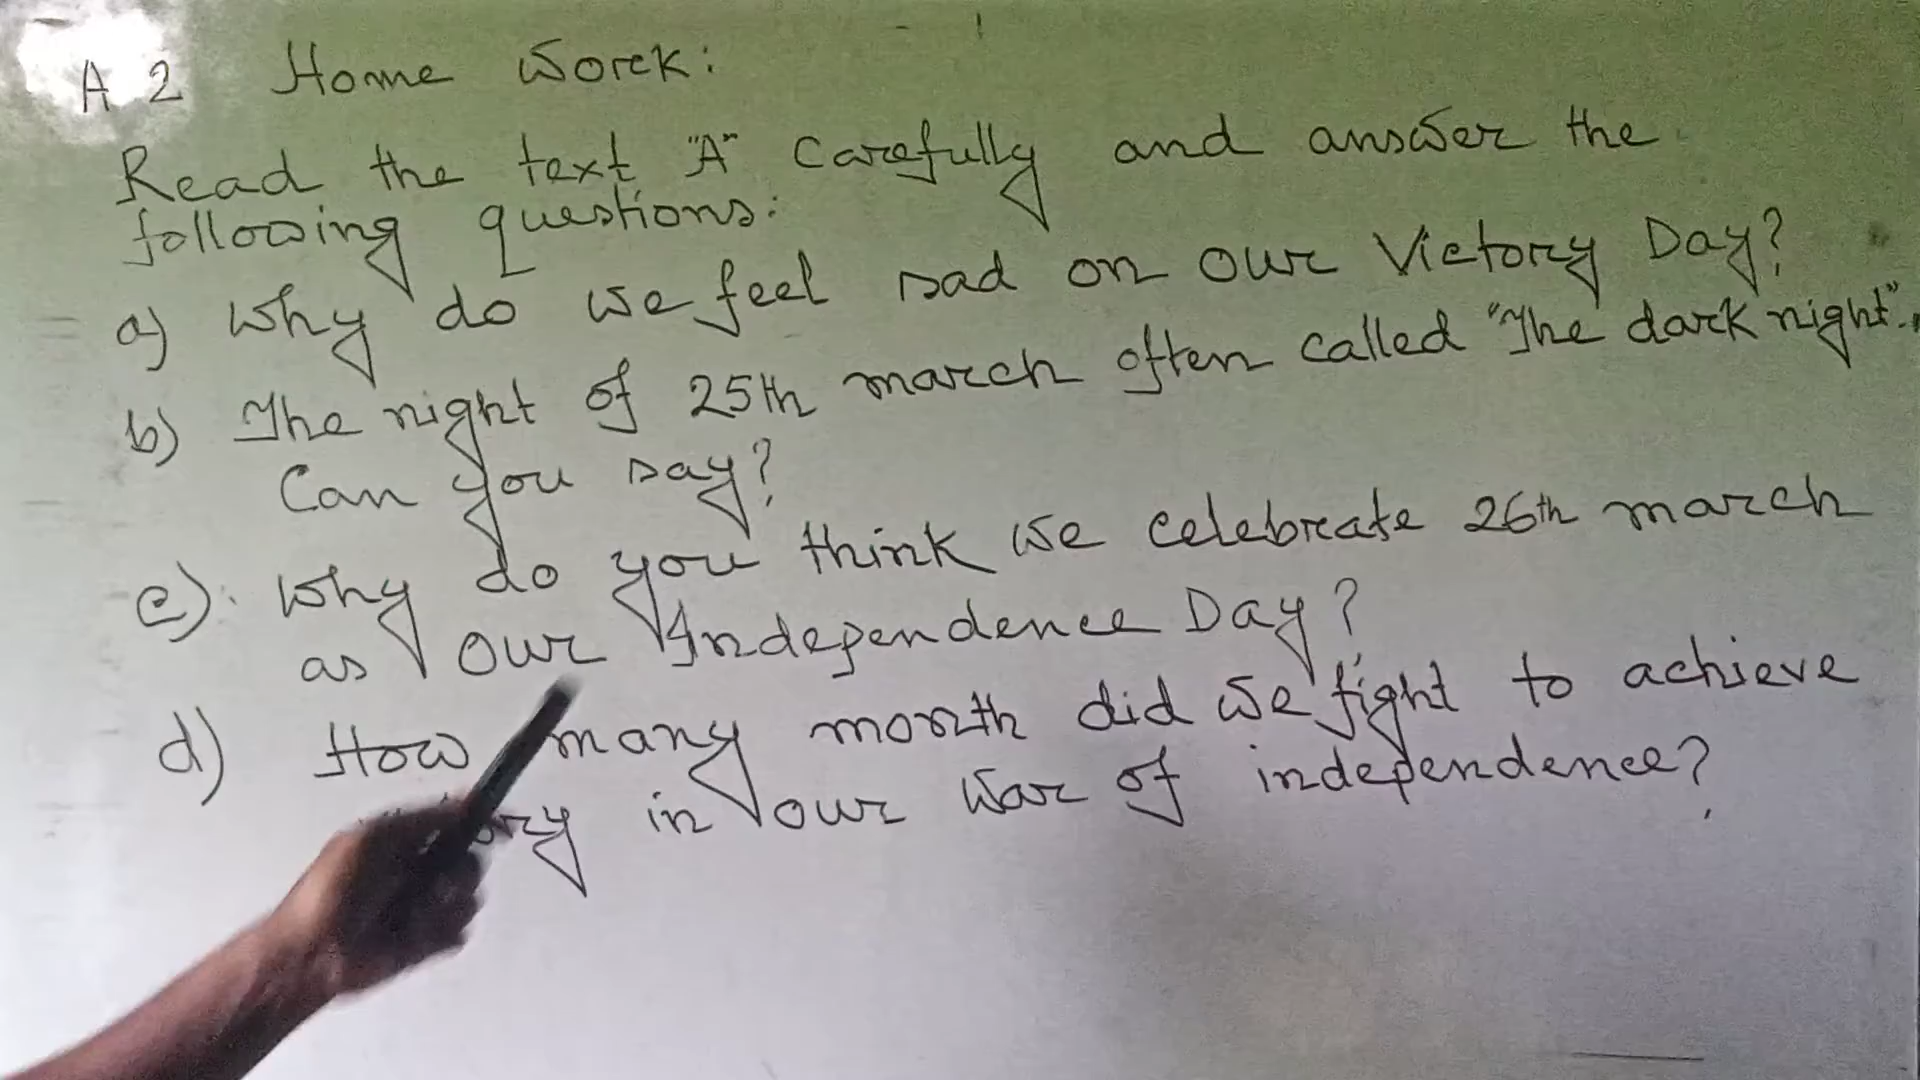 A 2 Home Work:
Read the text "A" Carefully and answer the
following questions:
a) Why do we feel sad on our Victory Day?
b) The night of 25th march often called "The dark night".
Can you say?
c). Why do you think we celebrate 26th march
as our Independence Day?
d) How many month did we fight to achieve
in our war of independence?